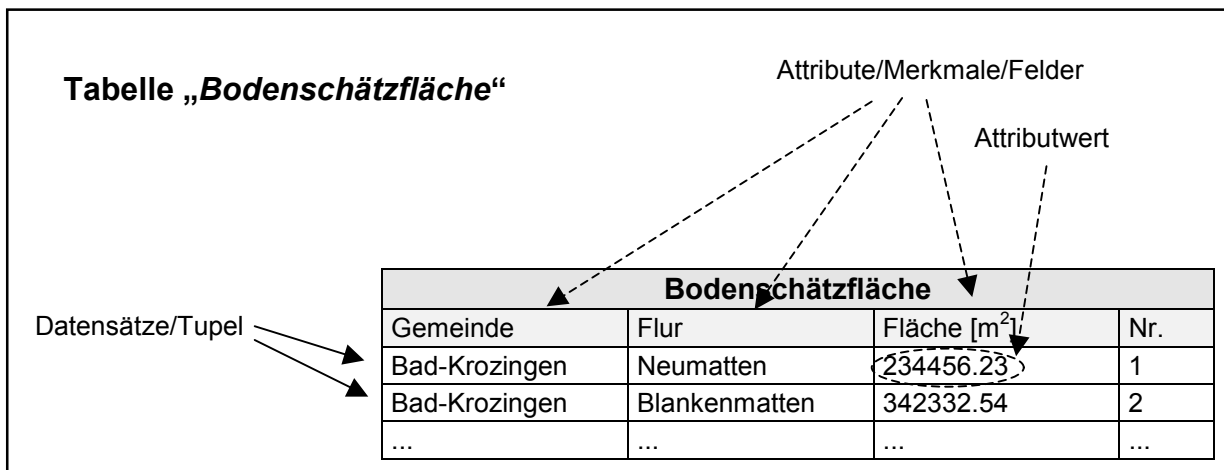 Tabelle „Bodenschätzfläche“
Attribute/Merkmale/Felder
Attributwert
Datensätze/Tupel
Bodenschätzfläche
Gemeinde Flur Fläche [m²] Nr.
Bad-Krozingen Neumatten 234456.23 1
Bad-Krozingen Blankenmatten 342332.54 2
... ... ... ...